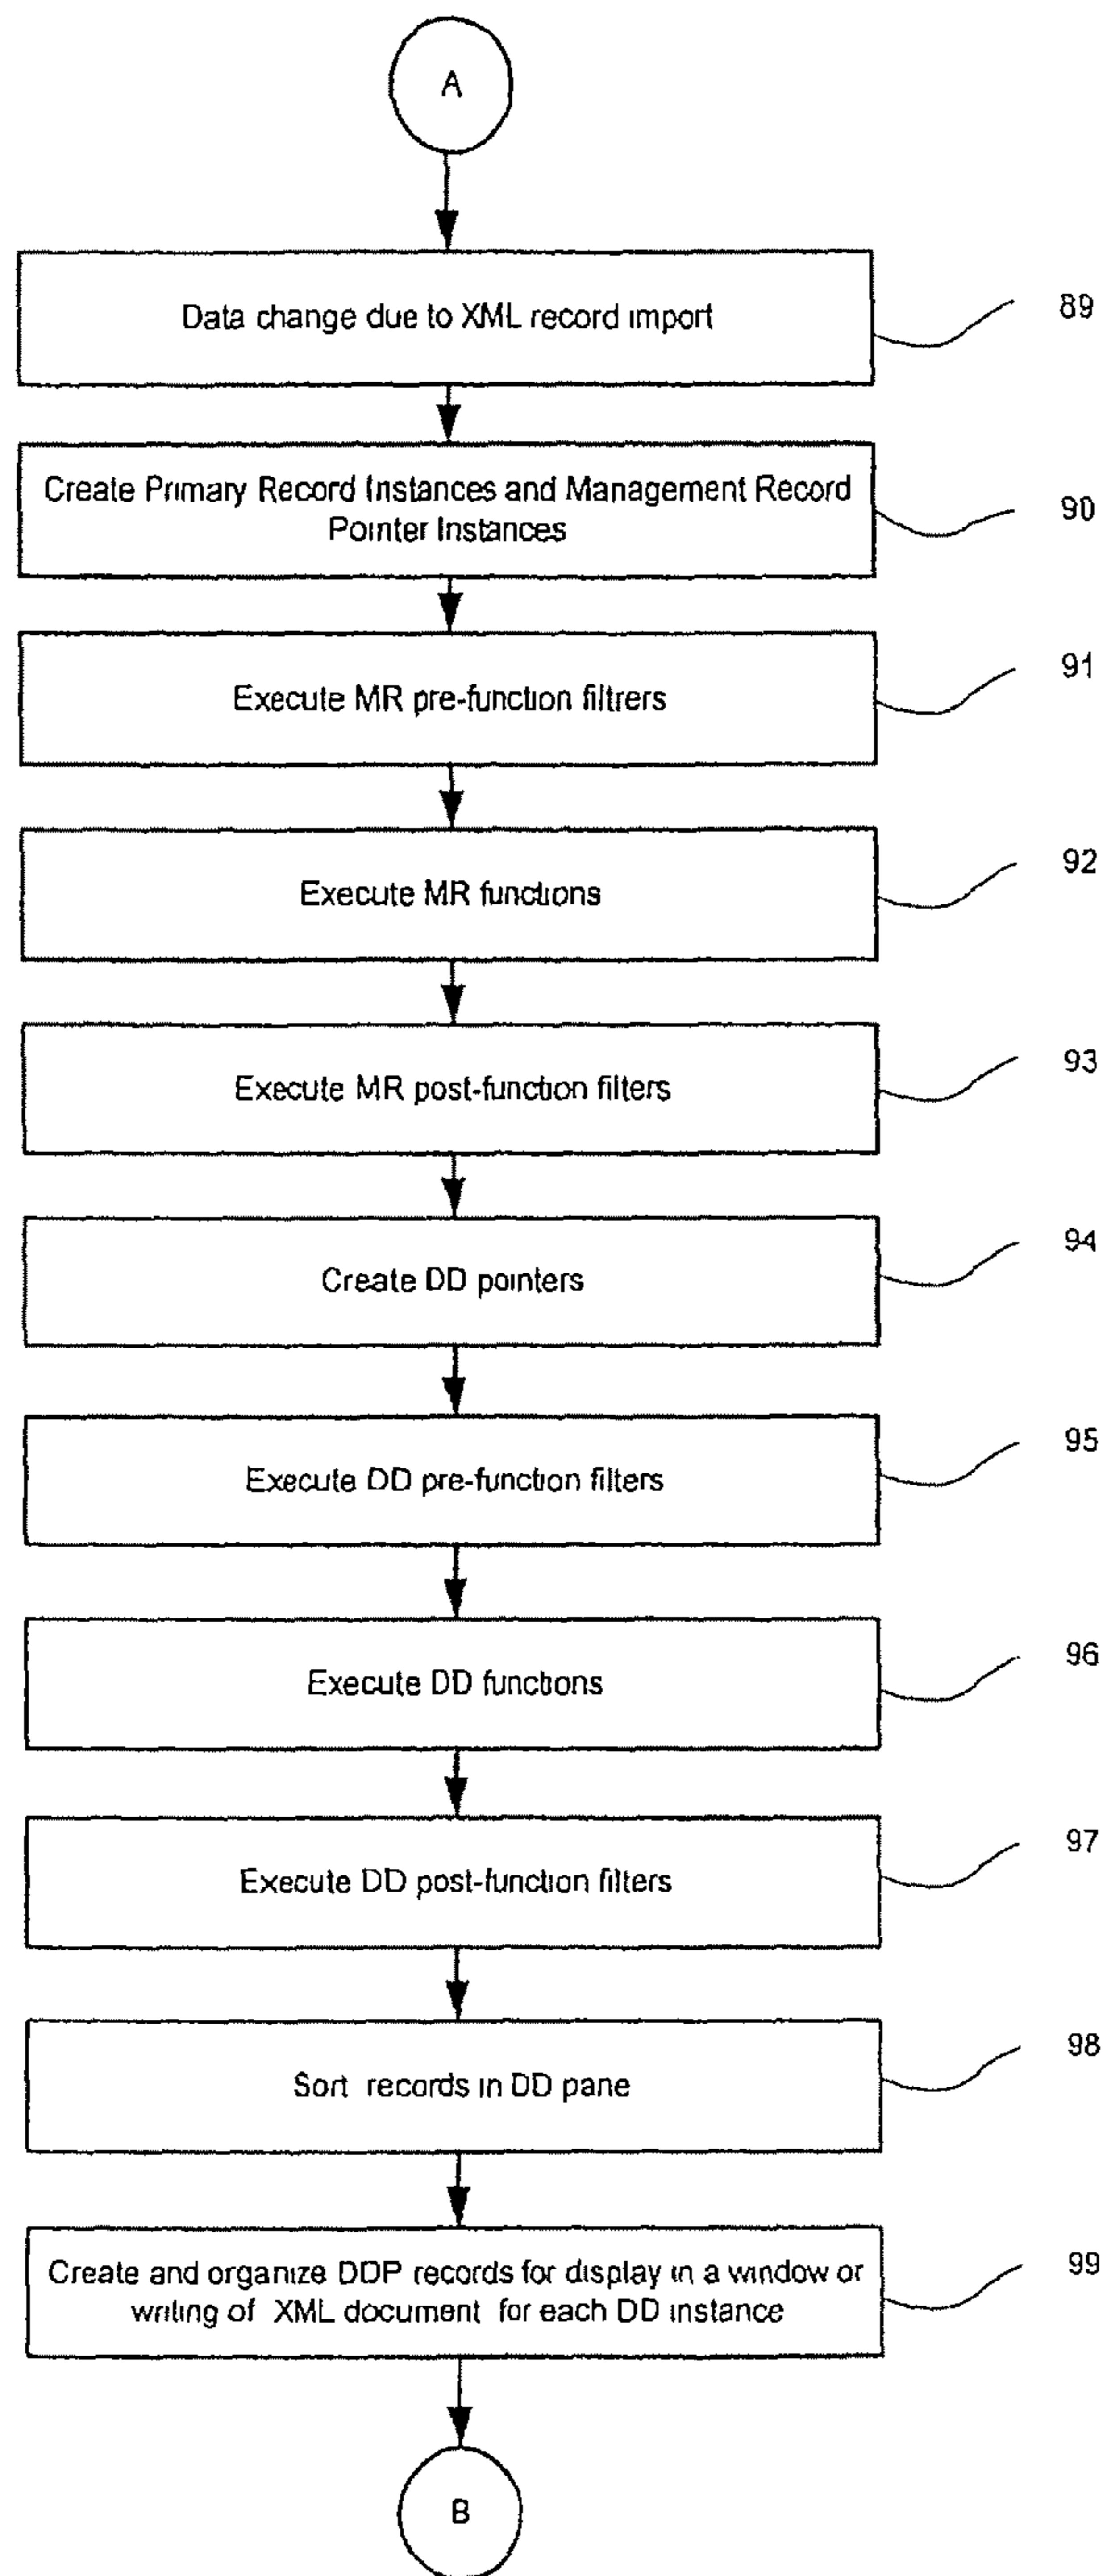 A
Data change due to XML record import
89
Create Primary Record Instances and Management Record
Pointer Instances
90
Execute MR pre-function filtrers
91
Execute MR functions
92
Execute MR post-function filters
93
Create DD pointers
94
Execute DD pre-function filters
95
Execute DD functions
96
Execute DD post-function filters
97
Sort records in DD pane
98
Create and organize DDP records for display in a window or
writing of XML document for each DD instance
99
B